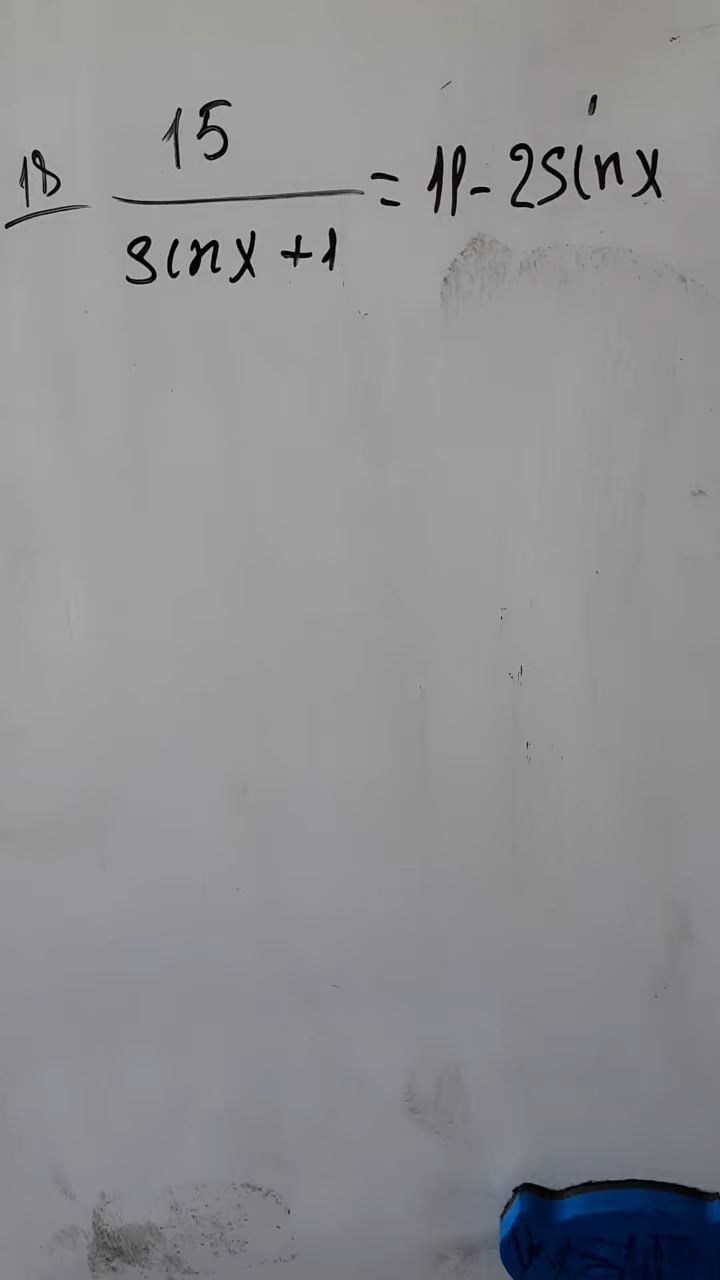 18 15 / (sinx + 1) = 11 - 2sinx